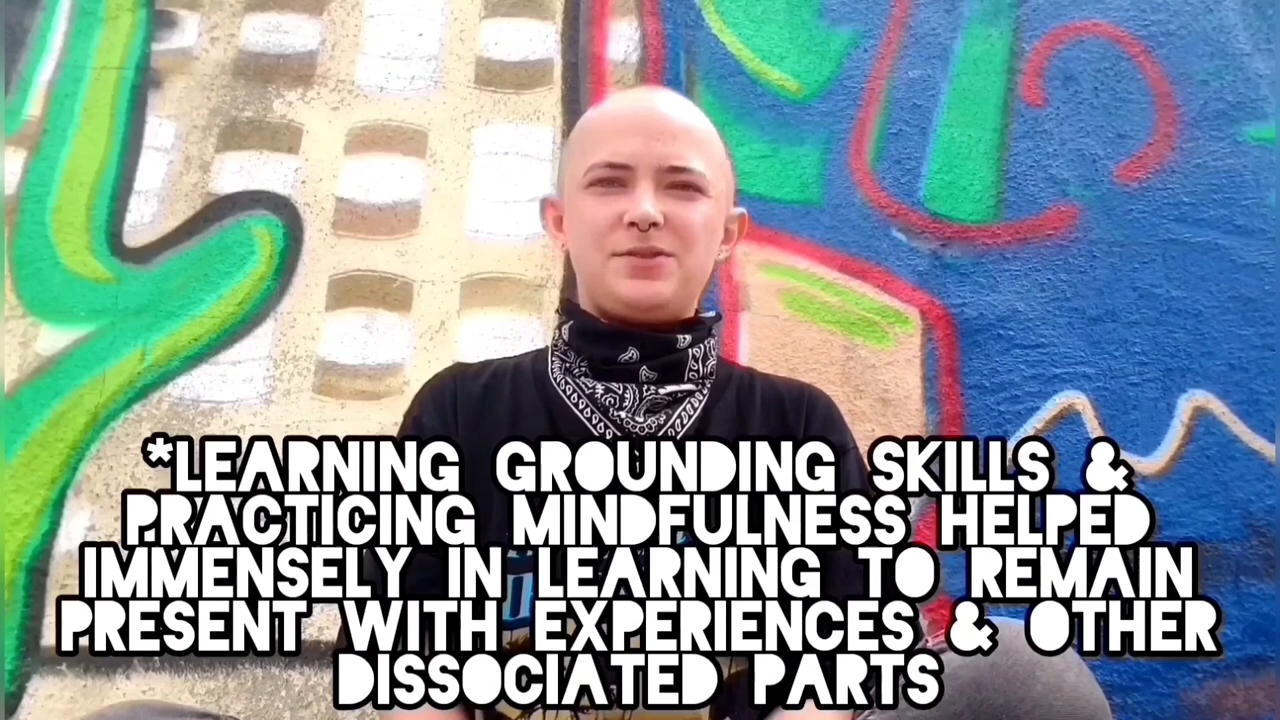 *LEARNING GROUNDING SKILLS &
PRACTICING MINDFULNESS HELPED
IMMENSELY IN LEARNING TO REMAIN
PRESENT WITH EXPERIENCES & OTHER
DISSOCIATED PARTS